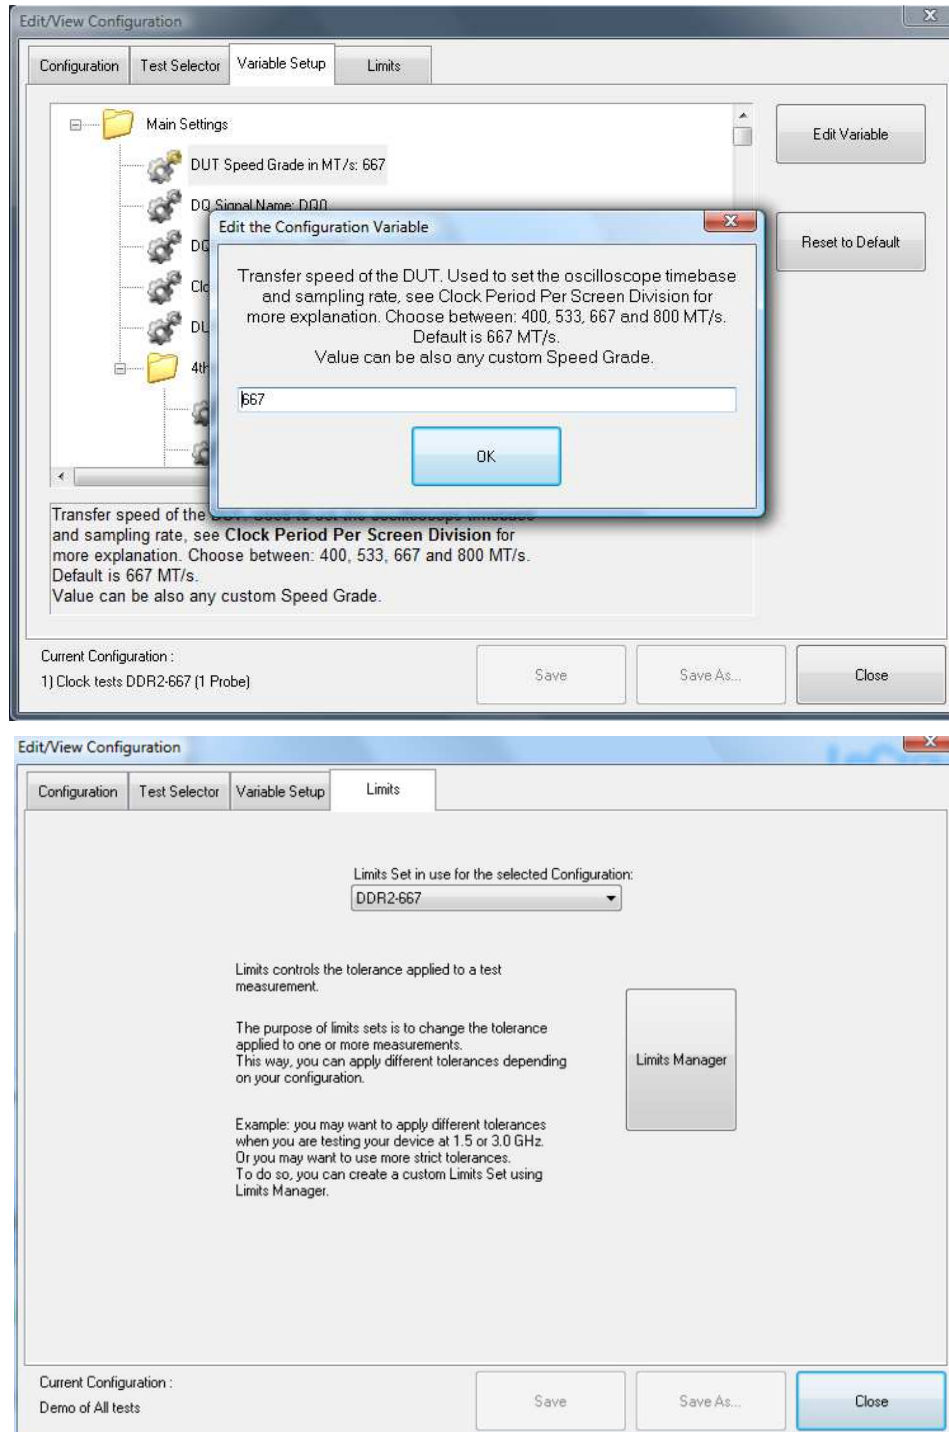 Edit/View Configuration
Configuration
Test Selector
Variable Setup
Limits
Main Settings
DUT Speed Grade in MT/s: 667
DQ Signal Name: DQ0
Edit Variable
Reset to Default
Edit the Configuration Variable
Transfer speed of the DUT. Used to set the oscilloscope timebase
and sampling rate, see Clock Period Per Screen Division for
more explanation. Choose between: 400, 533, 667 and 800 MT/s.
Default is 667 MT/s.
Value can be also any custom Speed Grade.
667
OK
4th
Transfer speed of the DUT. Used to set the oscilloscope timebase
and sampling rate, see Clock Period Per Screen Division for
more explanation. Choose between: 400, 533, 667 and 800 MT/s.
Default is 667 MT/s.
Value can be also any custom Speed Grade.
Current Configuration :
1) Clock tests DDR2-667 (1 Probe)
Save
Save As...
Close
Edit/View Configuration
Configuration
Test Selector
Variable Setup
Limits
Limits Set in use for the selected Configuration:
DDR2-667
Limits controls the tolerance applied to a test
measurement.
The purpose of limits sets is to change the tolerance
applied to one or more measurements.
This way, you can apply different tolerances depending
on your configuration.
Example: you may want to apply different tolerances
when you are testing your device at 1.5 or 3.0 GHz.
Or you may want to use more strict tolerances.
To do so, you can create a custom Limits Set using
Limits Manager.
Limits Manager
Current Configuration :
Demo of All tests
Save
Save As...
Close